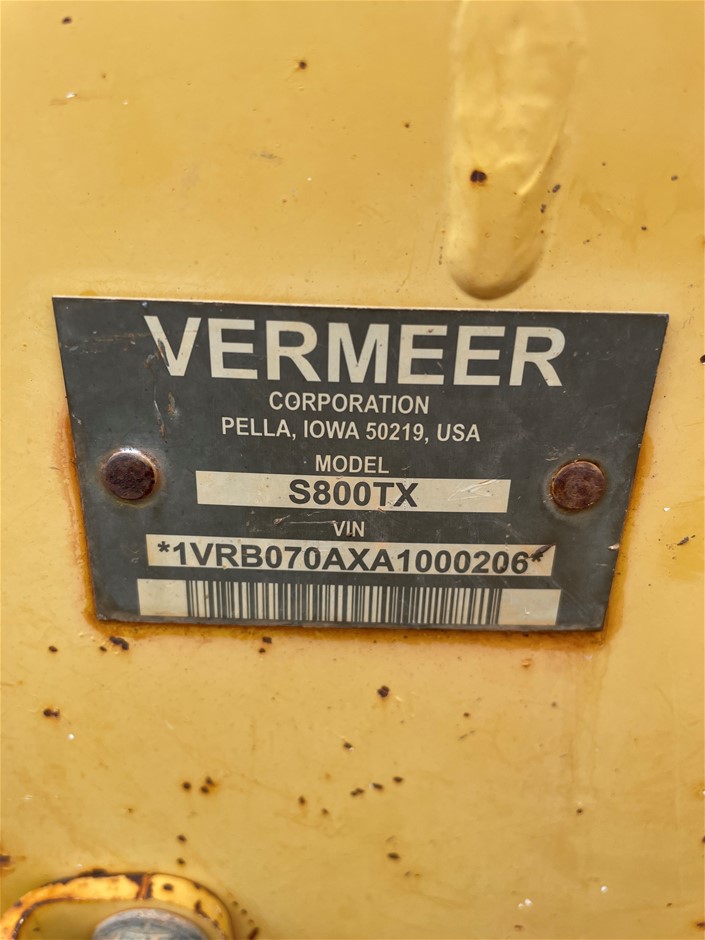 VERMEER
CORPORATION
PELLA, IOWA 50219, USA
MODEL
S800TX
VIN
*1VRB070AXA1000206*